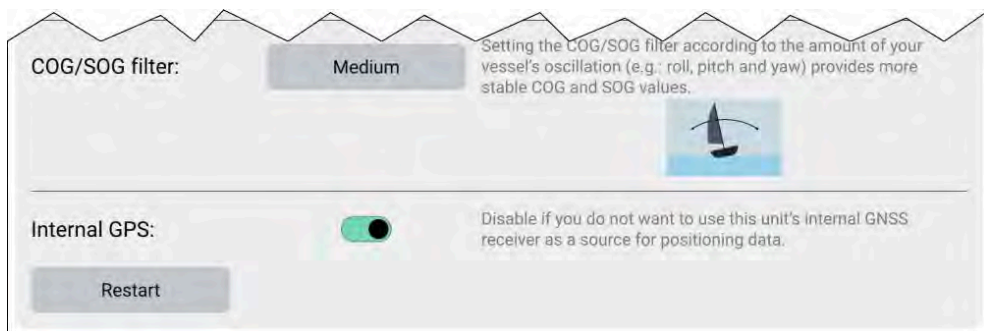 COG/SOG filter:
Medium
Setting the COG/SOG filter according to the amount of your
vessel's oscillation (e.g.: roll, pitch and yaw) provides more
stable COG and SOG values.
Internal GPS:
Disable if you do not want to use this unit's internal GNSS
receiver as a source for positioning data.
Restart